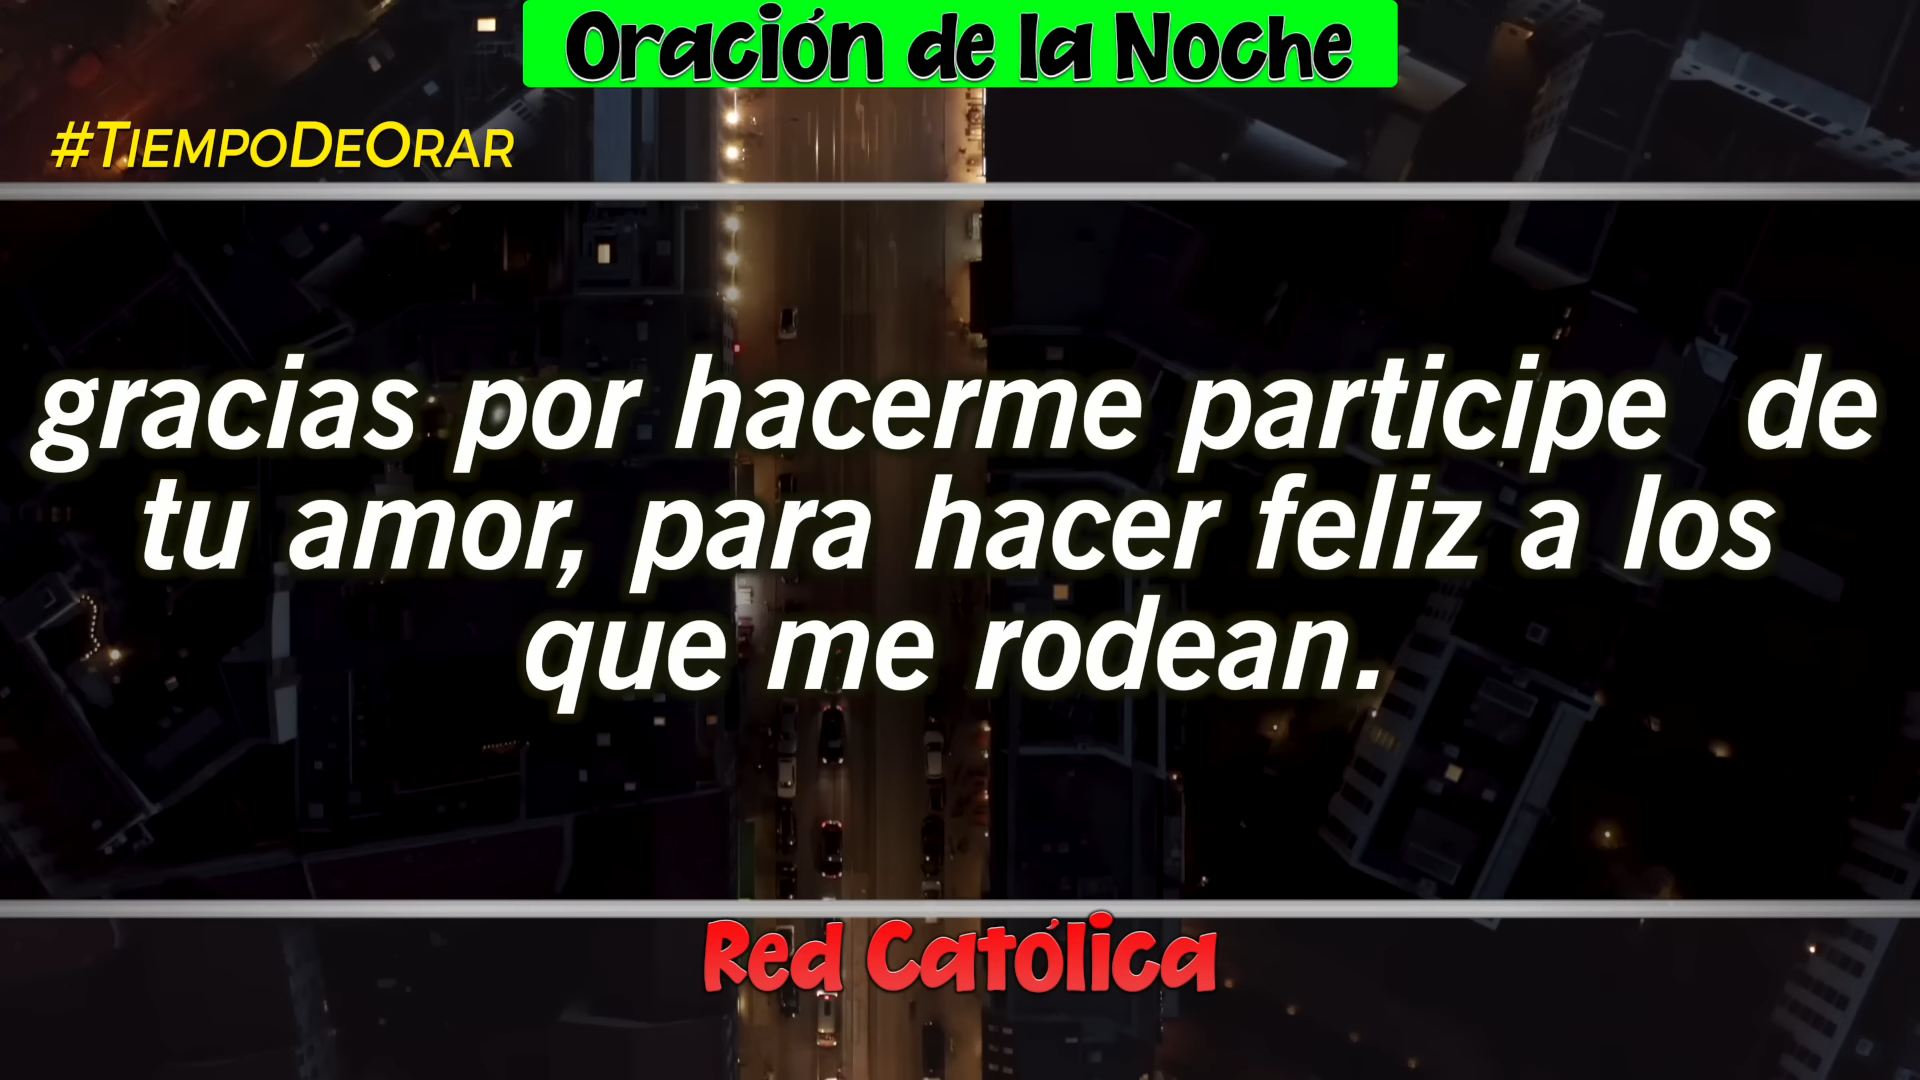 Oración de la Noche
#TiempoDeOrar
gracias por hacerme participe  de
tu amor, para hacer feliz a los
que me rodean.
Red Católica